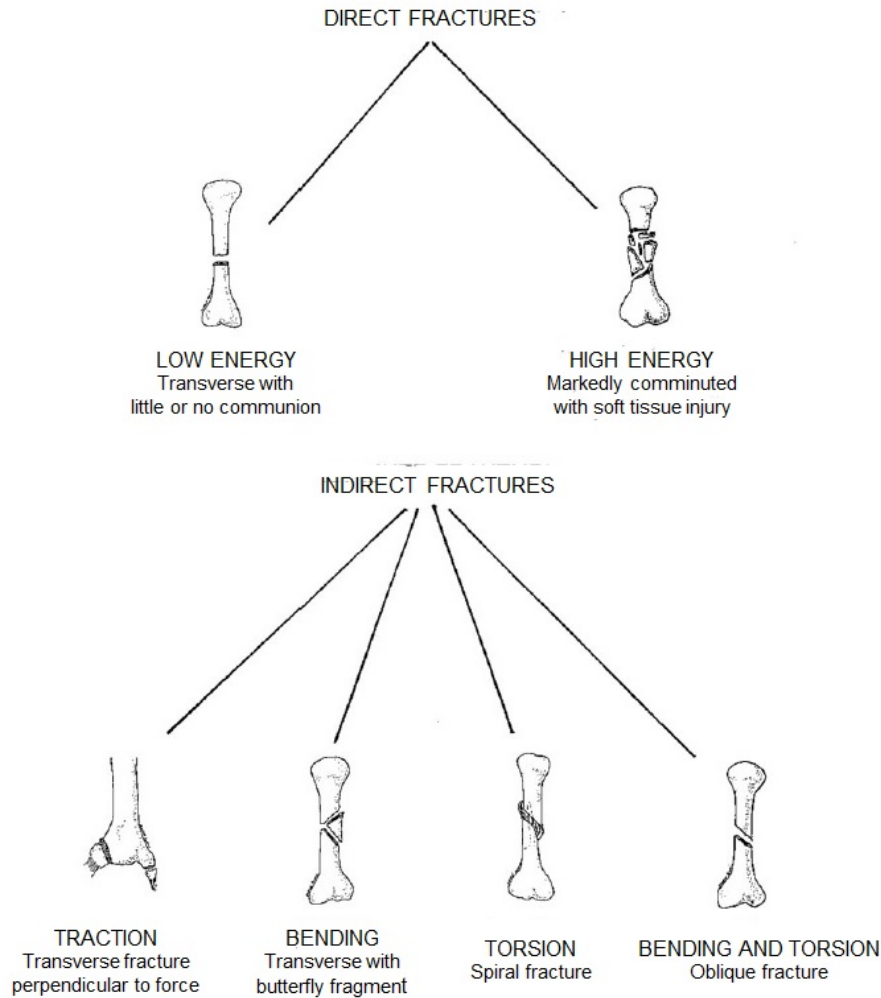 DIRECT FRACTURES
LOW ENERGY
Transverse with
little or no communion
HIGH ENERGY
Markedly comminuted
with soft tissue injury
INDIRECT FRACTURES
TRACTION
Transverse fracture
perpendicular to force
BENDING
Transverse with
butterfly fragment
TORSION
Spiral fracture
BENDING AND TORSION
Oblique fracture